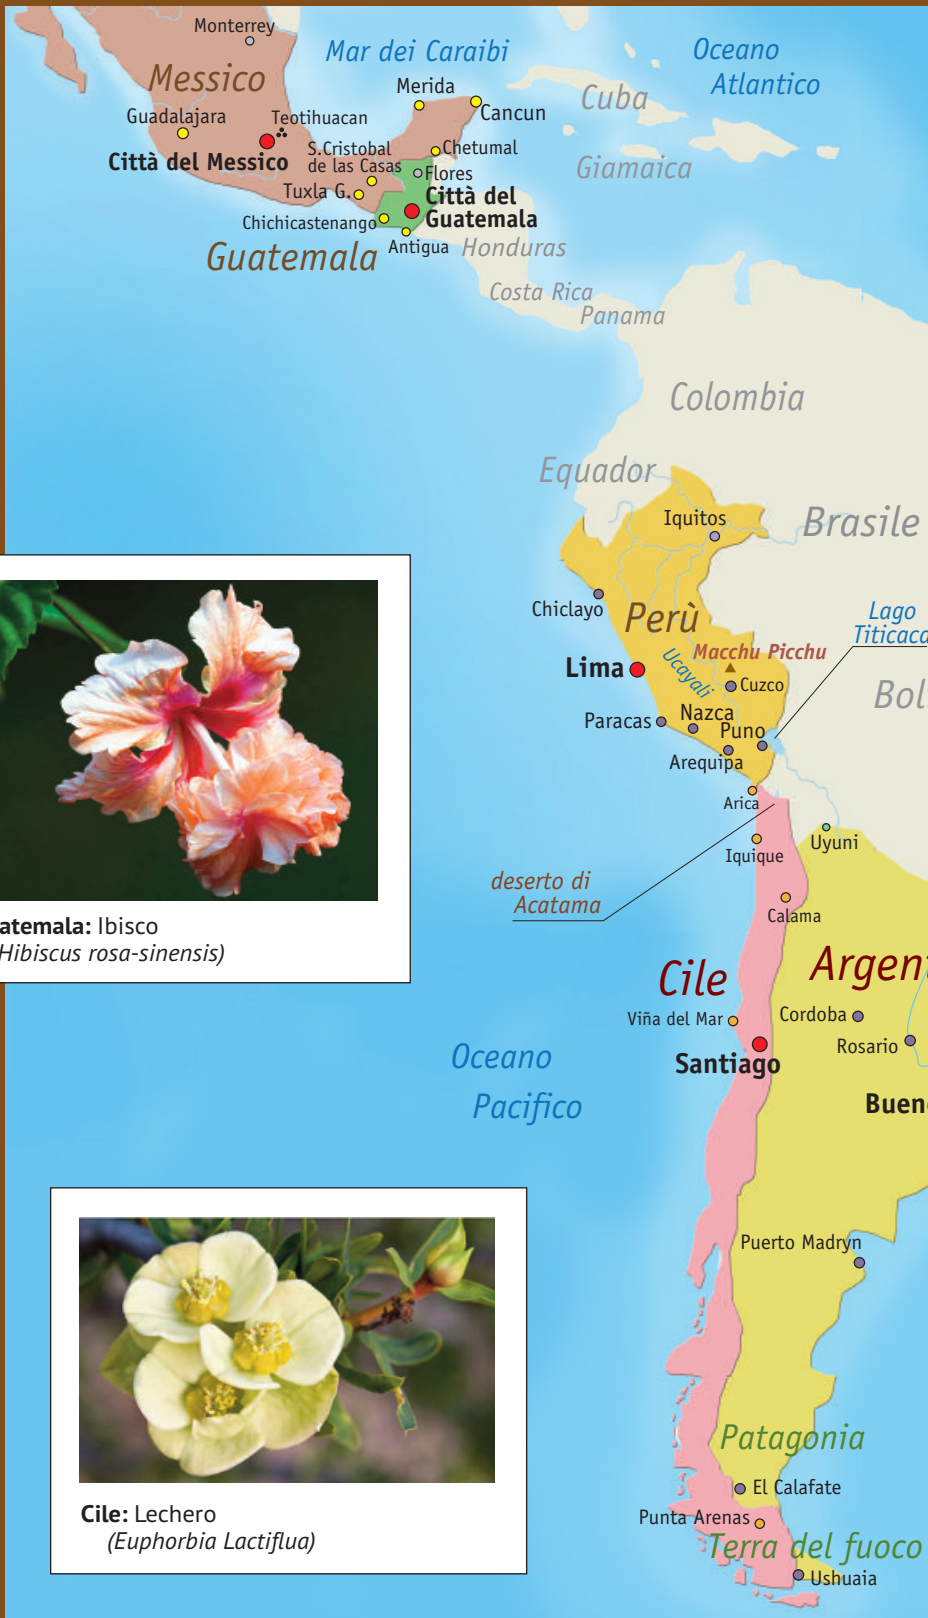 Monterrey
Mar dei Caraibi
Oceano
Atlantico
Messico
Merida
Cuba
Cancun
Guadalajara
Teotihuacan
Città del Messico
S.Cristobal
de las Casas
Chetumal
Giamaica
Flores
Tuxla G.
Città del
Guatemala
Chichicastenango
Antigua
Honduras
Guatemala
Costa Rica
Panama
Colombia
Equador
Iquitos
Brasile
Chiclayo
Perù
Lago
Titicaca
Macchu Picchu
Lima
Ucayali
Cuzco
Bol
Paracas
Nazca
Puno
Arequipa
Arica
Iquique
Uyuni
deserto di
Acatama
Calama
atemala: Ibisco
Hibiscus rosa-sinensis)
Cile
Argen
Viña del Mar
Cordoba
Rosario
Santiago
Oceano
Pacifico
Buen
Puerto Madryn
Patagonia
El Calafate
Cile: Lechero
(Euphorbia Lactiflua)
Punta Arenas
Terra del fuoco
Ushuaia